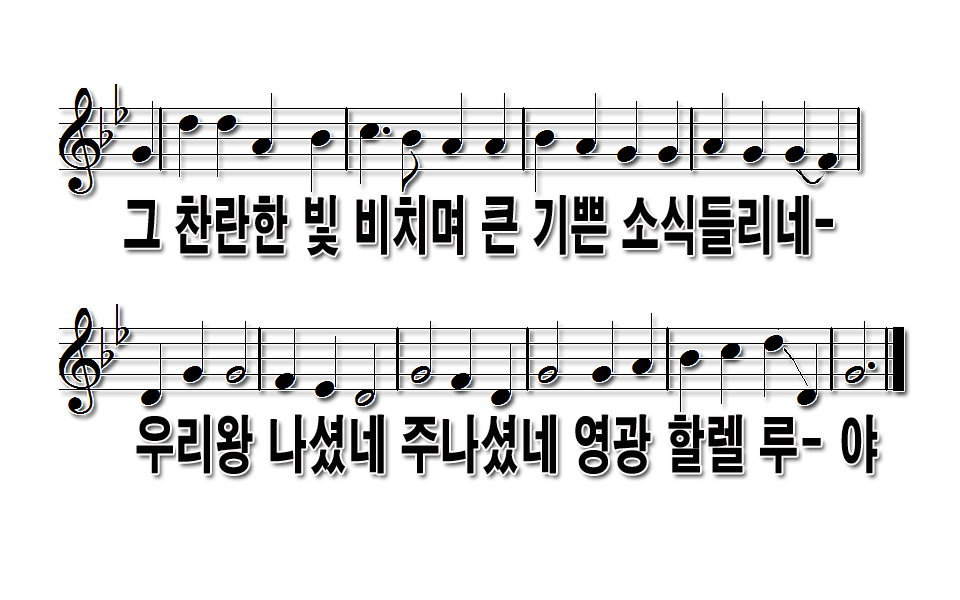 그 찬란한 빛 비치며 큰 기쁜 소식들리네-
우리왕 나셨네 주나셨네 영광 할렐 루- 야